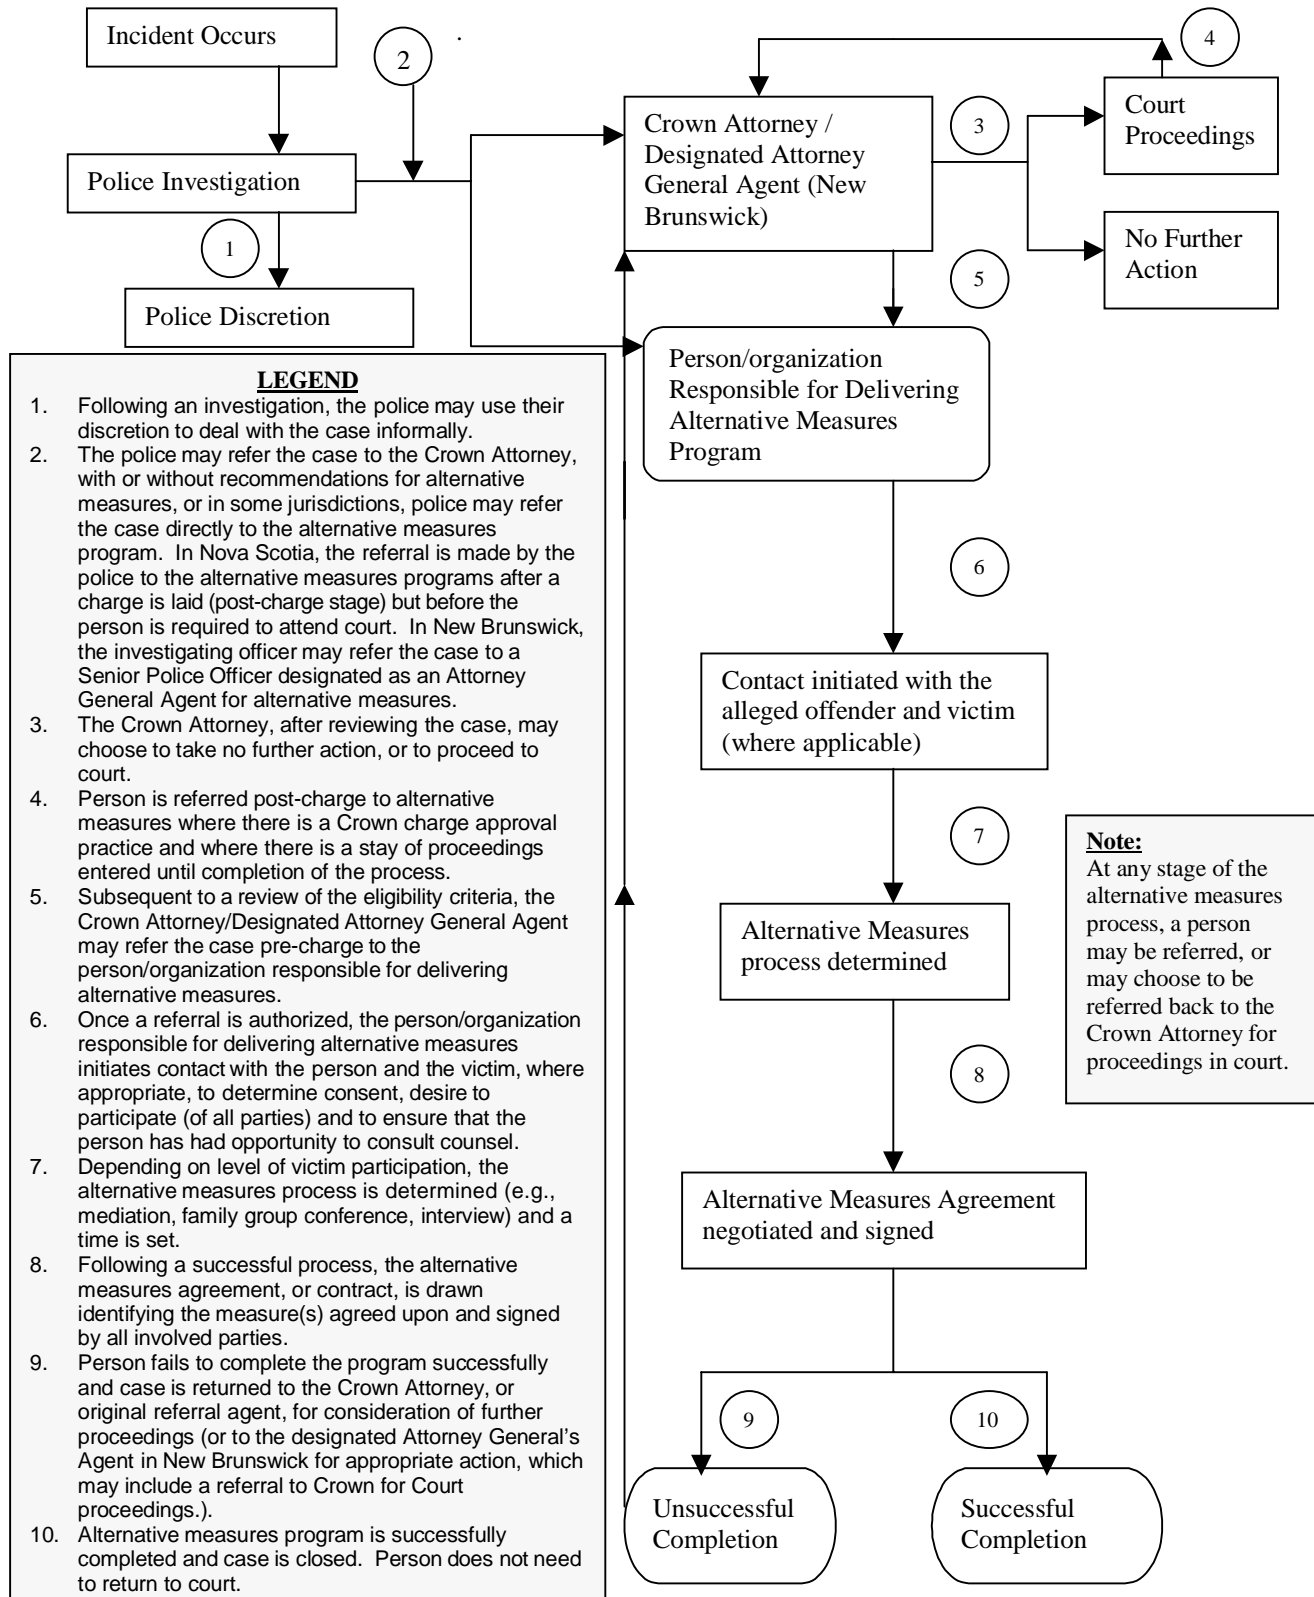 Incident Occurs
.
2
4
Crown Attorney /
Designated Attorney
General Agent (New
Brunswick)
3
Court
Proceedings
Police Investigation
1
No Further
Action
5
Police Discretion
Person/organization
Responsible for Delivering
Alternative Measures
Program
LEGEND
1. Following an investigation, the police may use their
discretion to deal with the case informally.
2. The police may refer the case to the Crown Attorney,
with or without recommendations for alternative
measures, or in some jurisdictions, police may refer
the case directly to the alternative measures
program. In Nova Scotia, the referral is made by the
police to the alternative measures programs after a
charge is laid (post-charge stage) but before the
person is required to attend court. In New Brunswick,
the investigating officer may refer the case to a
Senior Police Officer designated as an Attorney
General Agent for alternative measures.
3. The Crown Attorney, after reviewing the case, may
choose to take no further action, or to proceed to
court.
4. Person is referred post-charge to alternative
measures where there is a Crown charge approval
practice and where there is a stay of proceedings
entered until completion of the process.
5. Subsequent to a review of the eligibility criteria, the
Crown Attorney/Designated Attorney General Agent
may refer the case pre-charge to the
person/organization responsible for delivering
alternative measures.
6. Once a referral is authorized, the person/organization
responsible for delivering alternative measures
initiates contact with the person and the victim, where
appropriate, to determine consent, desire to
participate (of all parties) and to ensure that the
person has had opportunity to consult counsel.
7. Depending on level of victim participation, the
alternative measures process is determined (e.g.,
mediation, family group conference, interview) and a
time is set.
8. Following a successful process, the alternative
measures agreement, or contract, is drawn
identifying the measure(s) agreed upon and signed
by all involved parties.
9. Person fails to complete the program successfully
and case is returned to the Crown Attorney, or
original referral agent, for consideration of further
proceedings (or to the designated Attorney General's
Agent in New Brunswick for appropriate action, which
may include a referral to Crown for Court
proceedings.).
10. Alternative measures program is successfully
completed and case is closed. Person does not need
to return to court.
6
Contact initiated with the
alleged offender and victim
(where applicable)
7
Note:
At any stage of the
alternative measures
process, a person
may be referred, or
may choose to be
referred back to the
Crown Attorney for
proceedings in court.
Alternative Measures
process determined
8
Alternative Measures Agreement
negotiated and signed
9
10
Unsuccessful
Completion
Successful
Completion